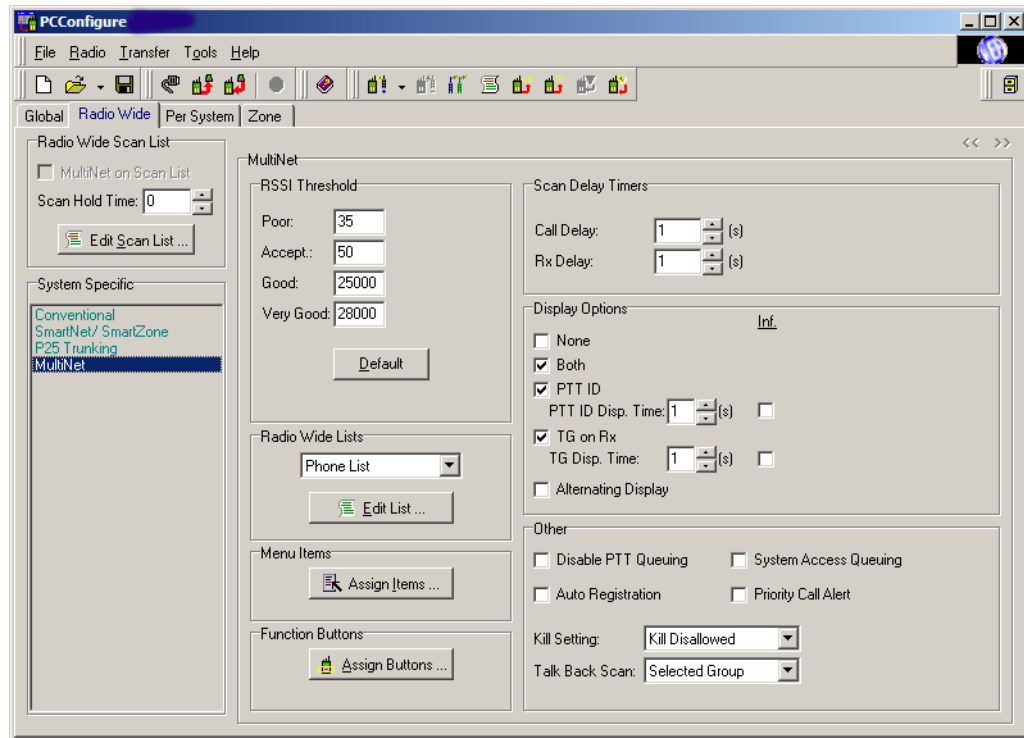 PCConfigure
File Radio Transfer Tools Help
Global Radio Wide Per System Zone
Radio Wide Scan List
MultiNet on Scan List
Scan Hold Time: 0
Edit Scan List ...
System Specific
Conventional
SmartNet/ SmartZone
P25 Trunking
MultiNet
<< >>
MultiNet
RSSI Threshold
Poor: 35
Accept.: 50
Good: 25000
Very Good: 28000
Default
Radio Wide Lists
Phone List
Edit List ...
Menu Items
Assign Items ...
Function Buttons
Assign Buttons ...
Scan Delay Timers
Call Delay: 1 (s)
Rx Delay: 1 (s)
Display Options
Inf.
None
Both
PTT ID
PTT ID Disp. Time: 1 (s)
TG on Rx
TG Disp. Time: 1 (s)
Alternating Display
Other
Disable PTT Queuing System Access Queuing
Auto Registration Priority Call Alert
Kill Setting: Kill Disallowed
Talk Back Scan: Selected Group